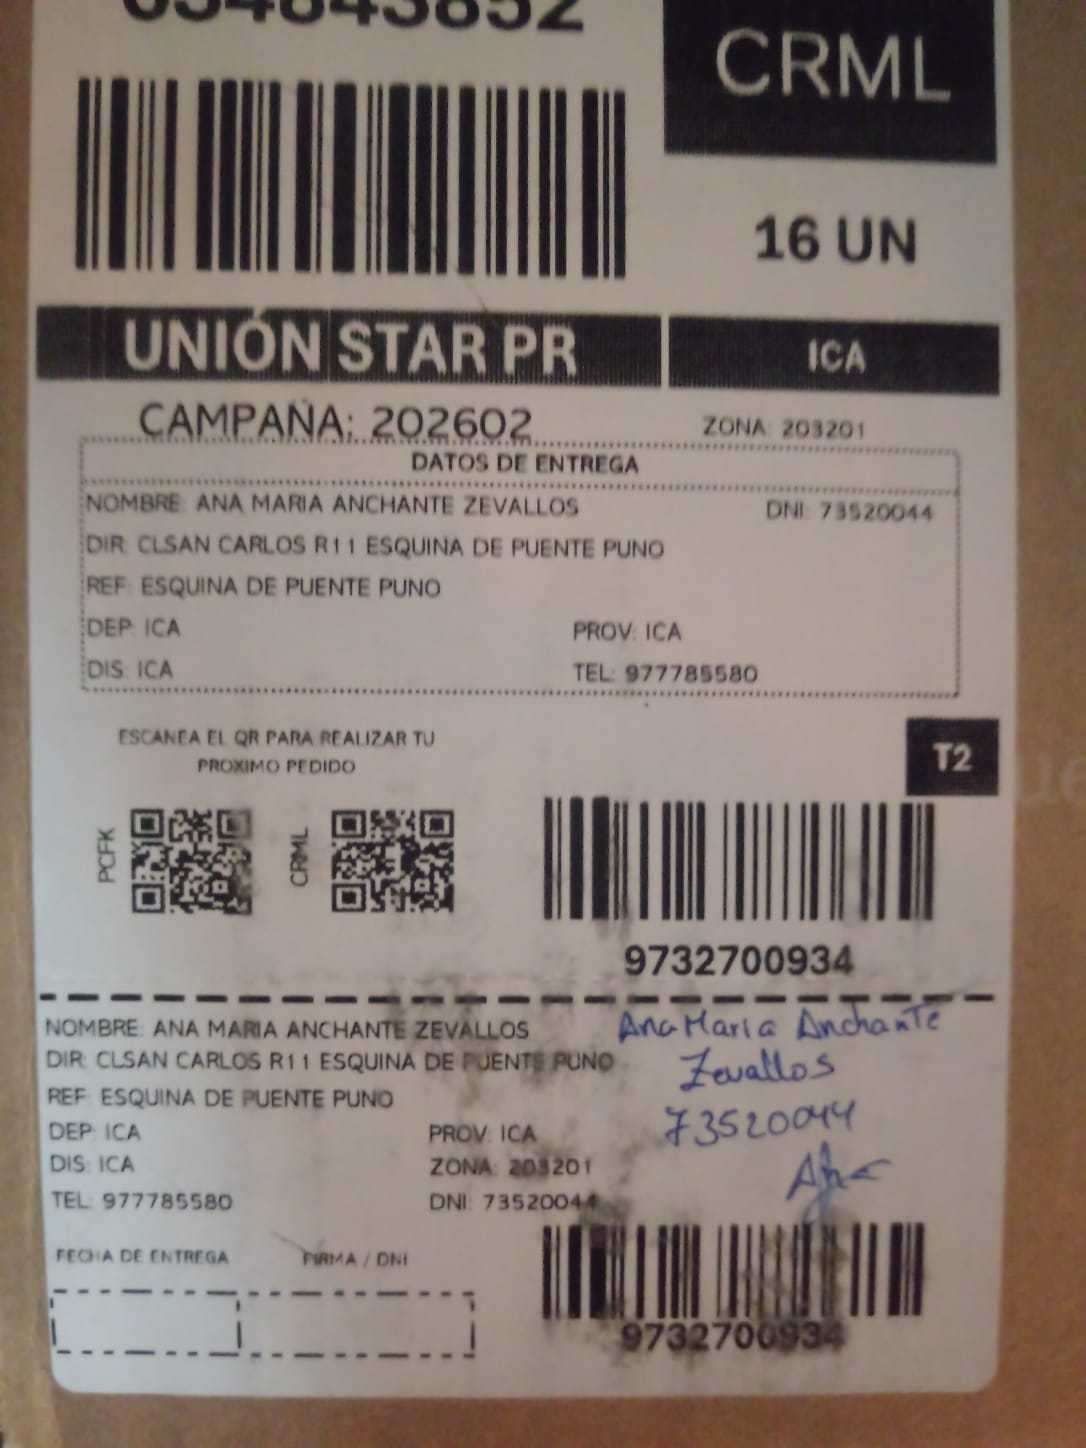 CRML
16 UN
UNIÓN STAR PR
ICA
CAMPAÑA: 202602
ZONA: 203201
DATOS DE ENTREGA
NOMBRE: ANA MARIA ANCHANTE ZEVALLOS
DNI: 73520044
DIR: CLSAN CARLOS R11 ESQUINA DE PUENTE PUNO
REF: ESQUINA DE PUENTE PUNO
DEP: ICA
PROV: ICA
DIS: ICA
TEL: 977785580
ESCANEA EL QR PARA REALIZAR TU
PROXIMO PEDIDO
T2
PCFK
CRML
9732700934
NOMBRE: ANA MARIA ANCHANTE ZEVALLOS
DIR: CLSAN CARLOS R11 ESQUINA DE PUENTE PUNO
REF: ESQUINA DE PUENTE PUNO
DEP: ICA
PROV: ICA
DIS: ICA
ZONA: 203201
TEL: 977785580
DNI: 73520044
Ana Maria Anchante
Zevallos
73520044
FECHA DE ENTREGA
FIRMA / DNI
9732700934